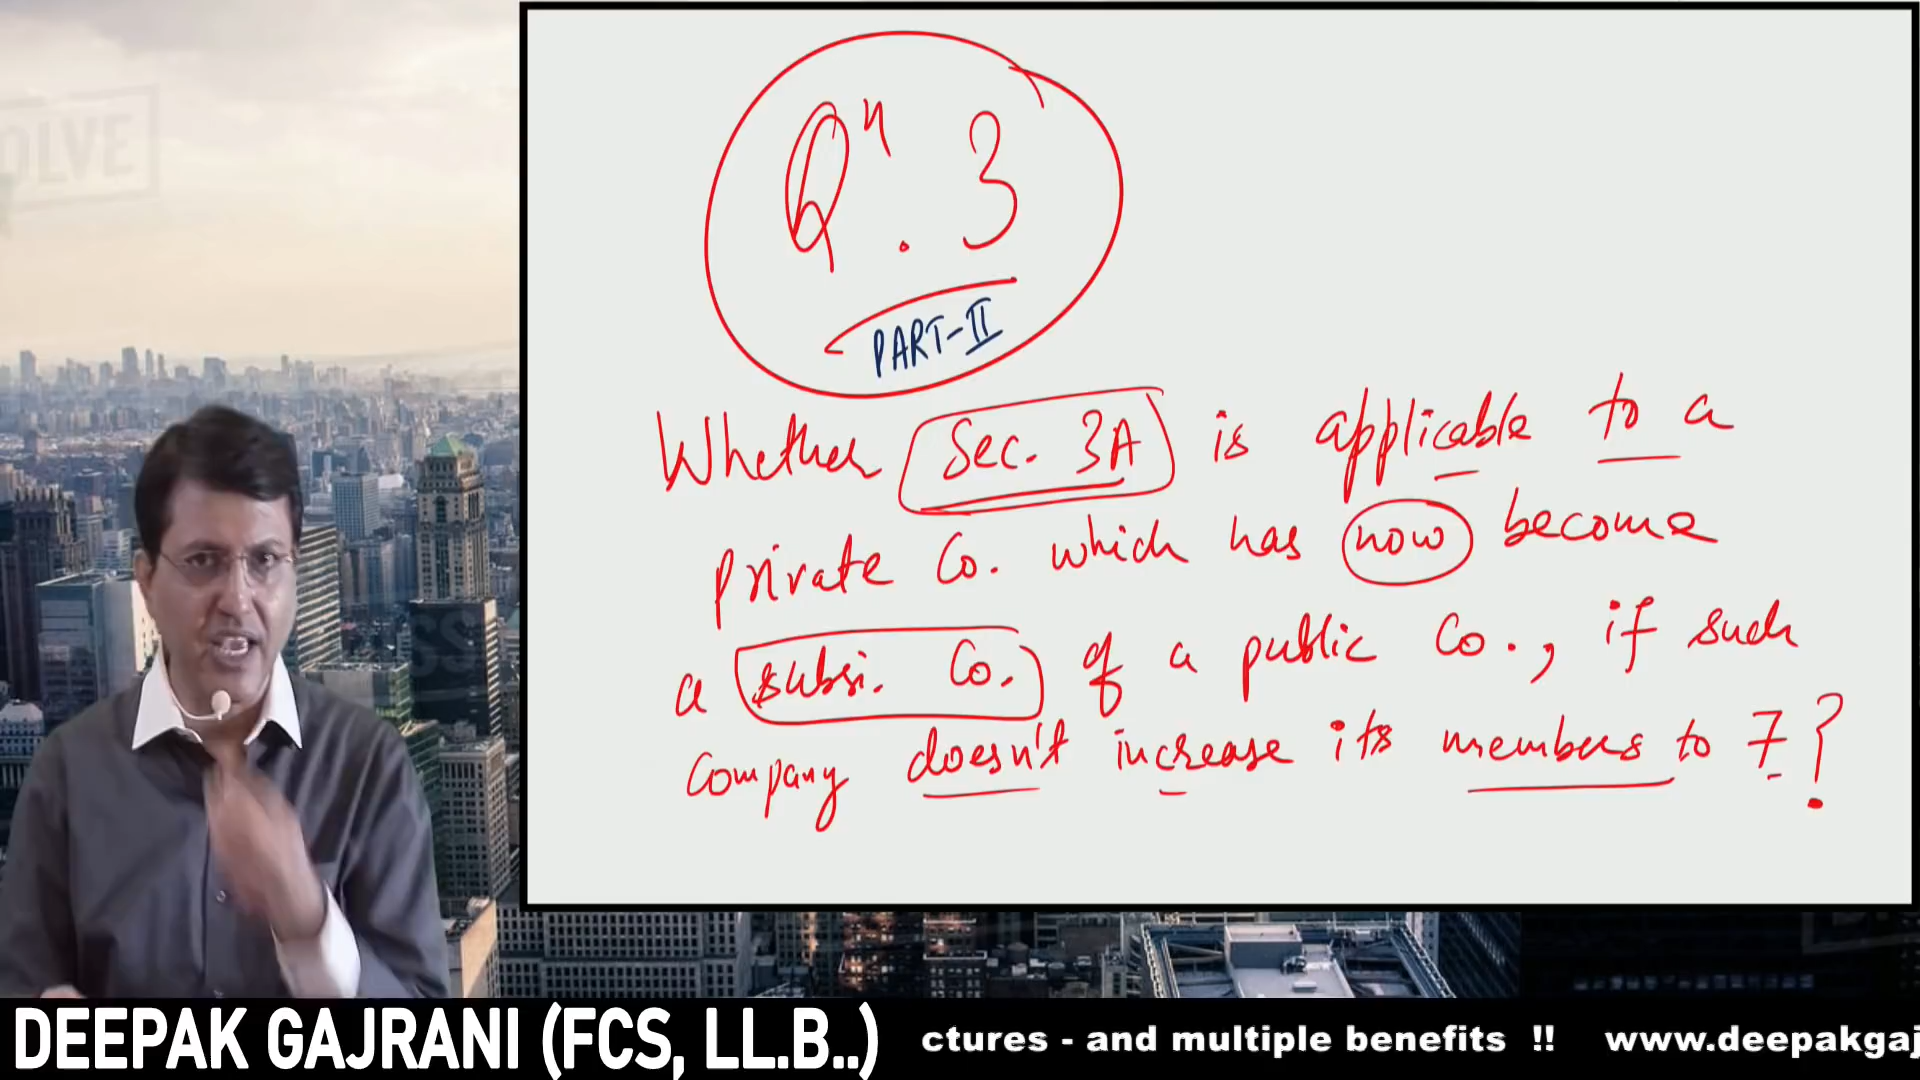 OLVE
Qn. 3
PART-II
Whether Sec. 3A is applicable to a
private Co. which has now become
a subsi. Co. of a public Co., if such
company doesn't increase its members to 7?
DEEPAK GAJRANI (FCS, LL.B..) ctures - and multiple benefits !! www.deepakgaj